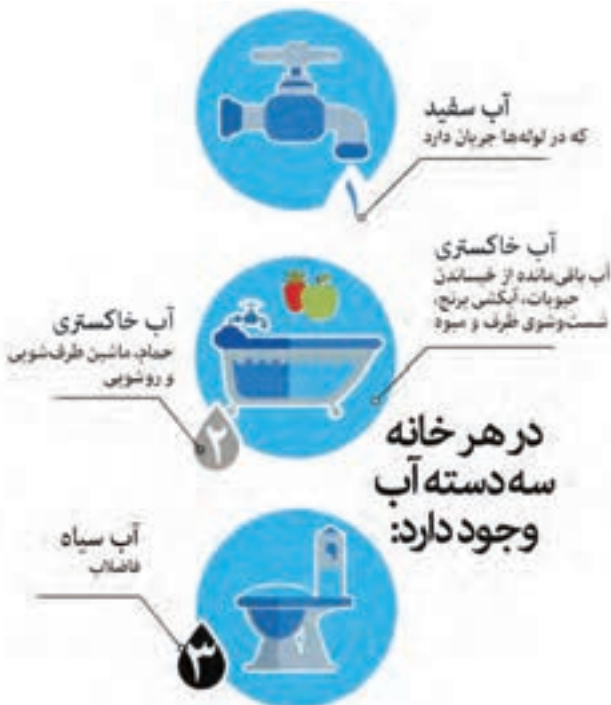 آب سفید
که در لوله‌ها جریان دارد
۱
آب خاکستری
آب باقی‌مانده از خیساندن
حبوبات، آبکشی برنج،
شست‌وشوی ظرف و میوه
آب خاکستری
حمام، ماشین ظرف‌شویی
و روشویی
۲
در هر خانه
سه دسته آب
وجود دارد:
آب سیاه
فاضلاب
۳